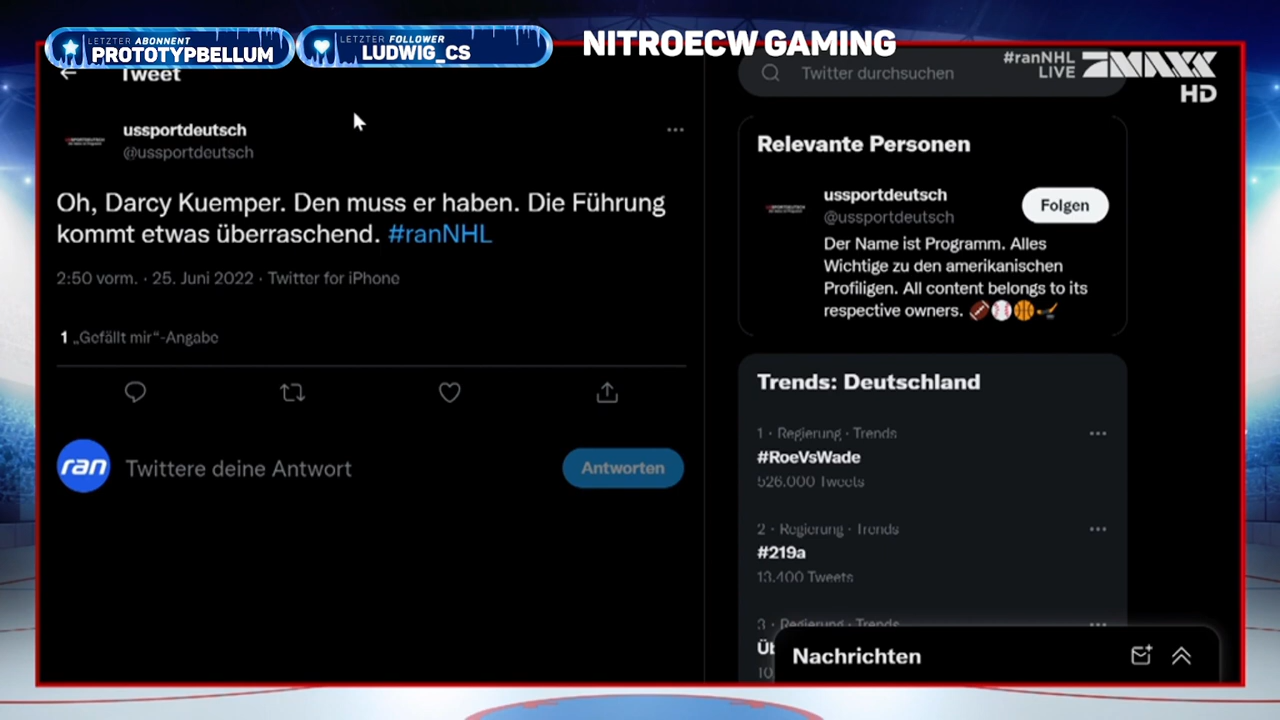 LETZTER ABONNENT
PROTOTYPBELLUM
LETZTER FOLLOWER
LUDWIG_CS
NITROECW GAMING
#ranNHL
LIVE
7MAXX
HD
Tweet
ussportdeutsch
@ussportdeutsch
Oh, Darcy Kuemper. Den muss er haben. Die Führung
kommt etwas überraschend. #ranNHL
2:50 vorm. · 25. Juni 2022 · Twitter for iPhone
1 „Gefällt mir“-Angabe
ran
Twittere deine Antwort
Antworten
Twitter durchsuchen
Relevante Personen
ussportdeutsch
@ussportdeutsch
Folgen
Der Name ist Programm. Alles
Wichtige zu den amerikanischen
Profiligen. All content belongs to its
respective owners. 🏈⚾🏀🏒
Trends: Deutschland
1 · Regierung · Trends
#RoeVsWade
526.000 Tweets
2 · Regierung · Trends
#219a
13.400 Tweets
3 · Regierung · Trends
Nachrichten